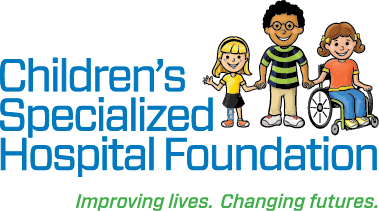 Children's
Specialized
Hospital Foundation
Improving lives. Changing futures.